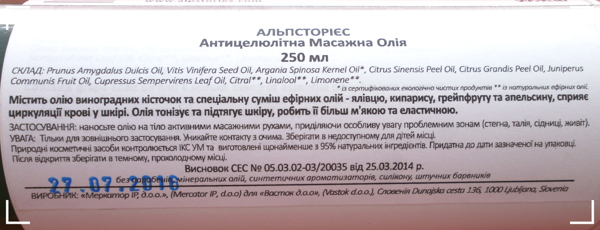 АЛЬПСТОРІЄС
Антицелюлітна Масажна Олія
250 мл
СКЛАД: Prunus Amygdalus Dulcis Oil, Vitis Vinifera Seed Oil, Argania Spinosa Kernel Oil*, Citrus Sinensis Peel Oil, Citrus Grandis Peel Oil, Juniperus
Communis Fruit Oil, Cupressus Sempervirens Leaf Oil, Citral**, Linalool**, Limonene**.
* із сертифікованих екологічно чистих продуктів ** із натуральних ефірних олій.
Містить олію виноградних кісточок та спеціальну суміш ефірних олій - ялівцю, кипарису, грейпфруту та апельсину, сприяє
циркуляції крові у шкірі. Олія тонізує та підтягує шкіру, робить її більш м'якою та еластичною.
ЗАСТОСУВАННЯ: наносьте олію на тіло активними масажними рухами, приділяючи особливу увагу проблемним зонам (стегна, талія, сідниці, живіт).
УВАГА: Тільки для зовнішнього застосування. Уникайте контакту з очима. Зберігати в недоступному для дітей місці.
Природні косметичні засоби контролюється ІКС УМ та виготовлені щонайменше з 95% натуральних інгредієнтів. Придатна до дати зазначеної на упаковці.
Після відкриття зберігати в темному, прохолодному місці.
Висновок СЕС № 05.03.02-03/20035 від 25.03.2014 р.
27.07.2016
без парабенів, мінеральних олій, синтетичних ароматизаторів, силікону, штучних барвників
ВИРОБНИК: «Меркатор ІР, д.о.о.», (Mercator IP, d.o.o) для «Восток д.о.о», (Vostok d.o.o.), Словенія Dunajska cesta 136, 1000 Ljubljana, Slovenia